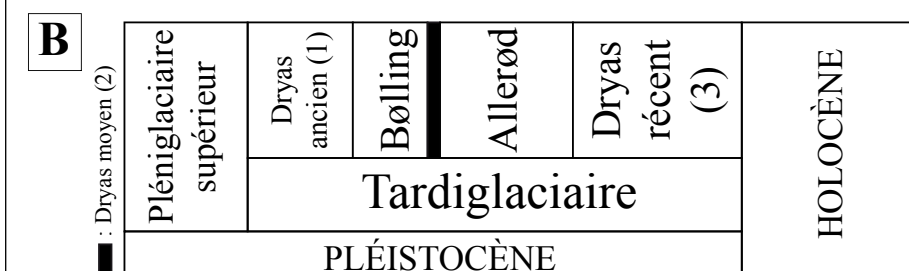 B
: Dryas moyen (2)
Pléniglaciaire
supérieur
Dryas
ancien (1)
Bølling
Allerød
Dryas
récent
(3)
HOLOCÈNE
Tardiglaciaire
PLÉISTOCÈNE